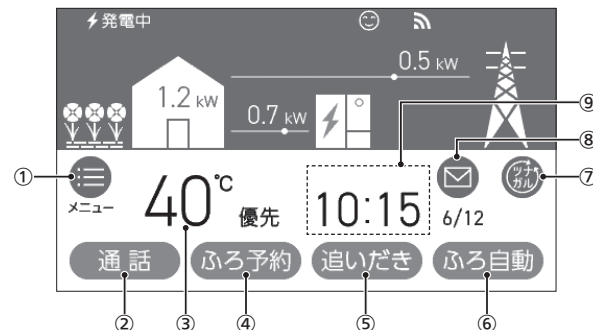 発電中
0.5 kW
1.2 kW
0.7 kW
⑨
⑧
①
ツナガル
⑦
メニュー
40℃
優先
10:15
6/12
通話
ふろ予約
追いだき
ふろ自動
②
③
④
⑤
⑥